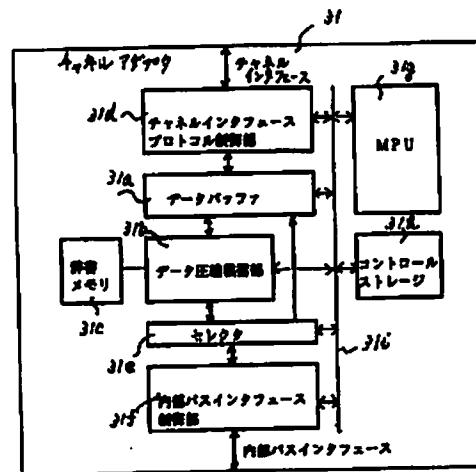 31
チャネルアダプタ
チャネル
インタフェース
31d
チャネルインタフェース
プロトコル制御部
31g
MPU
31a
データバッファ
31b
辞書
メモリ
31c
データ圧縮制御部
31h
コントロール
ストレージ
31e
セレクタ
31i
31f
内部バスインタフェース
制御部
内部バスインタフェース